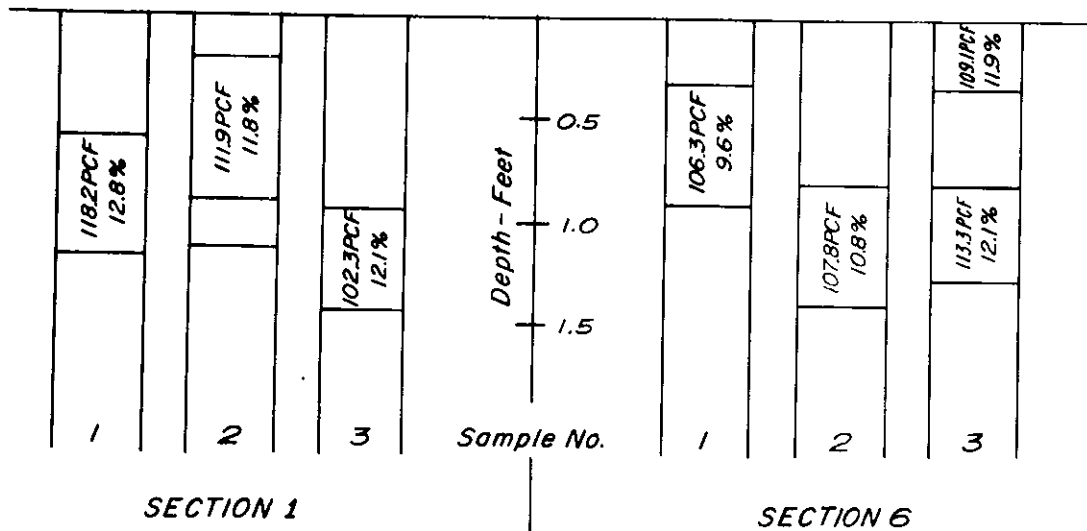 118.2PCF
12.8%
111.9PCF
11.8%
102.3PCF
12.1%
Depth - Feet
0.5
1.0
1.5
106.3PCF
9.6%
107.8PCF
10.8%
109.1PCF
11.9%
113.3PCF
12.1%
1 2 3 Sample No. 1 2 3
SECTION 1 SECTION 6